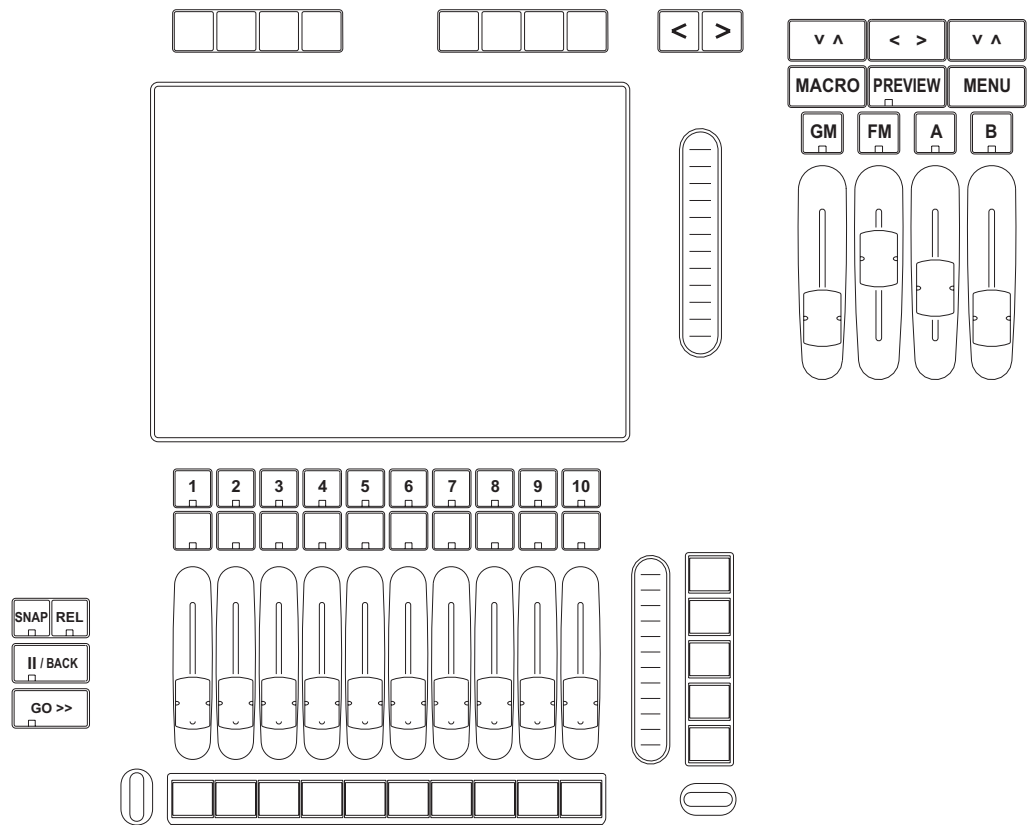 < >
v ʌ < > v ʌ
MACRO PREVIEW MENU
GM FM A B
1 2 3 4 5 6 7 8 9 10
SNAP REL
II / BACK
GO >>